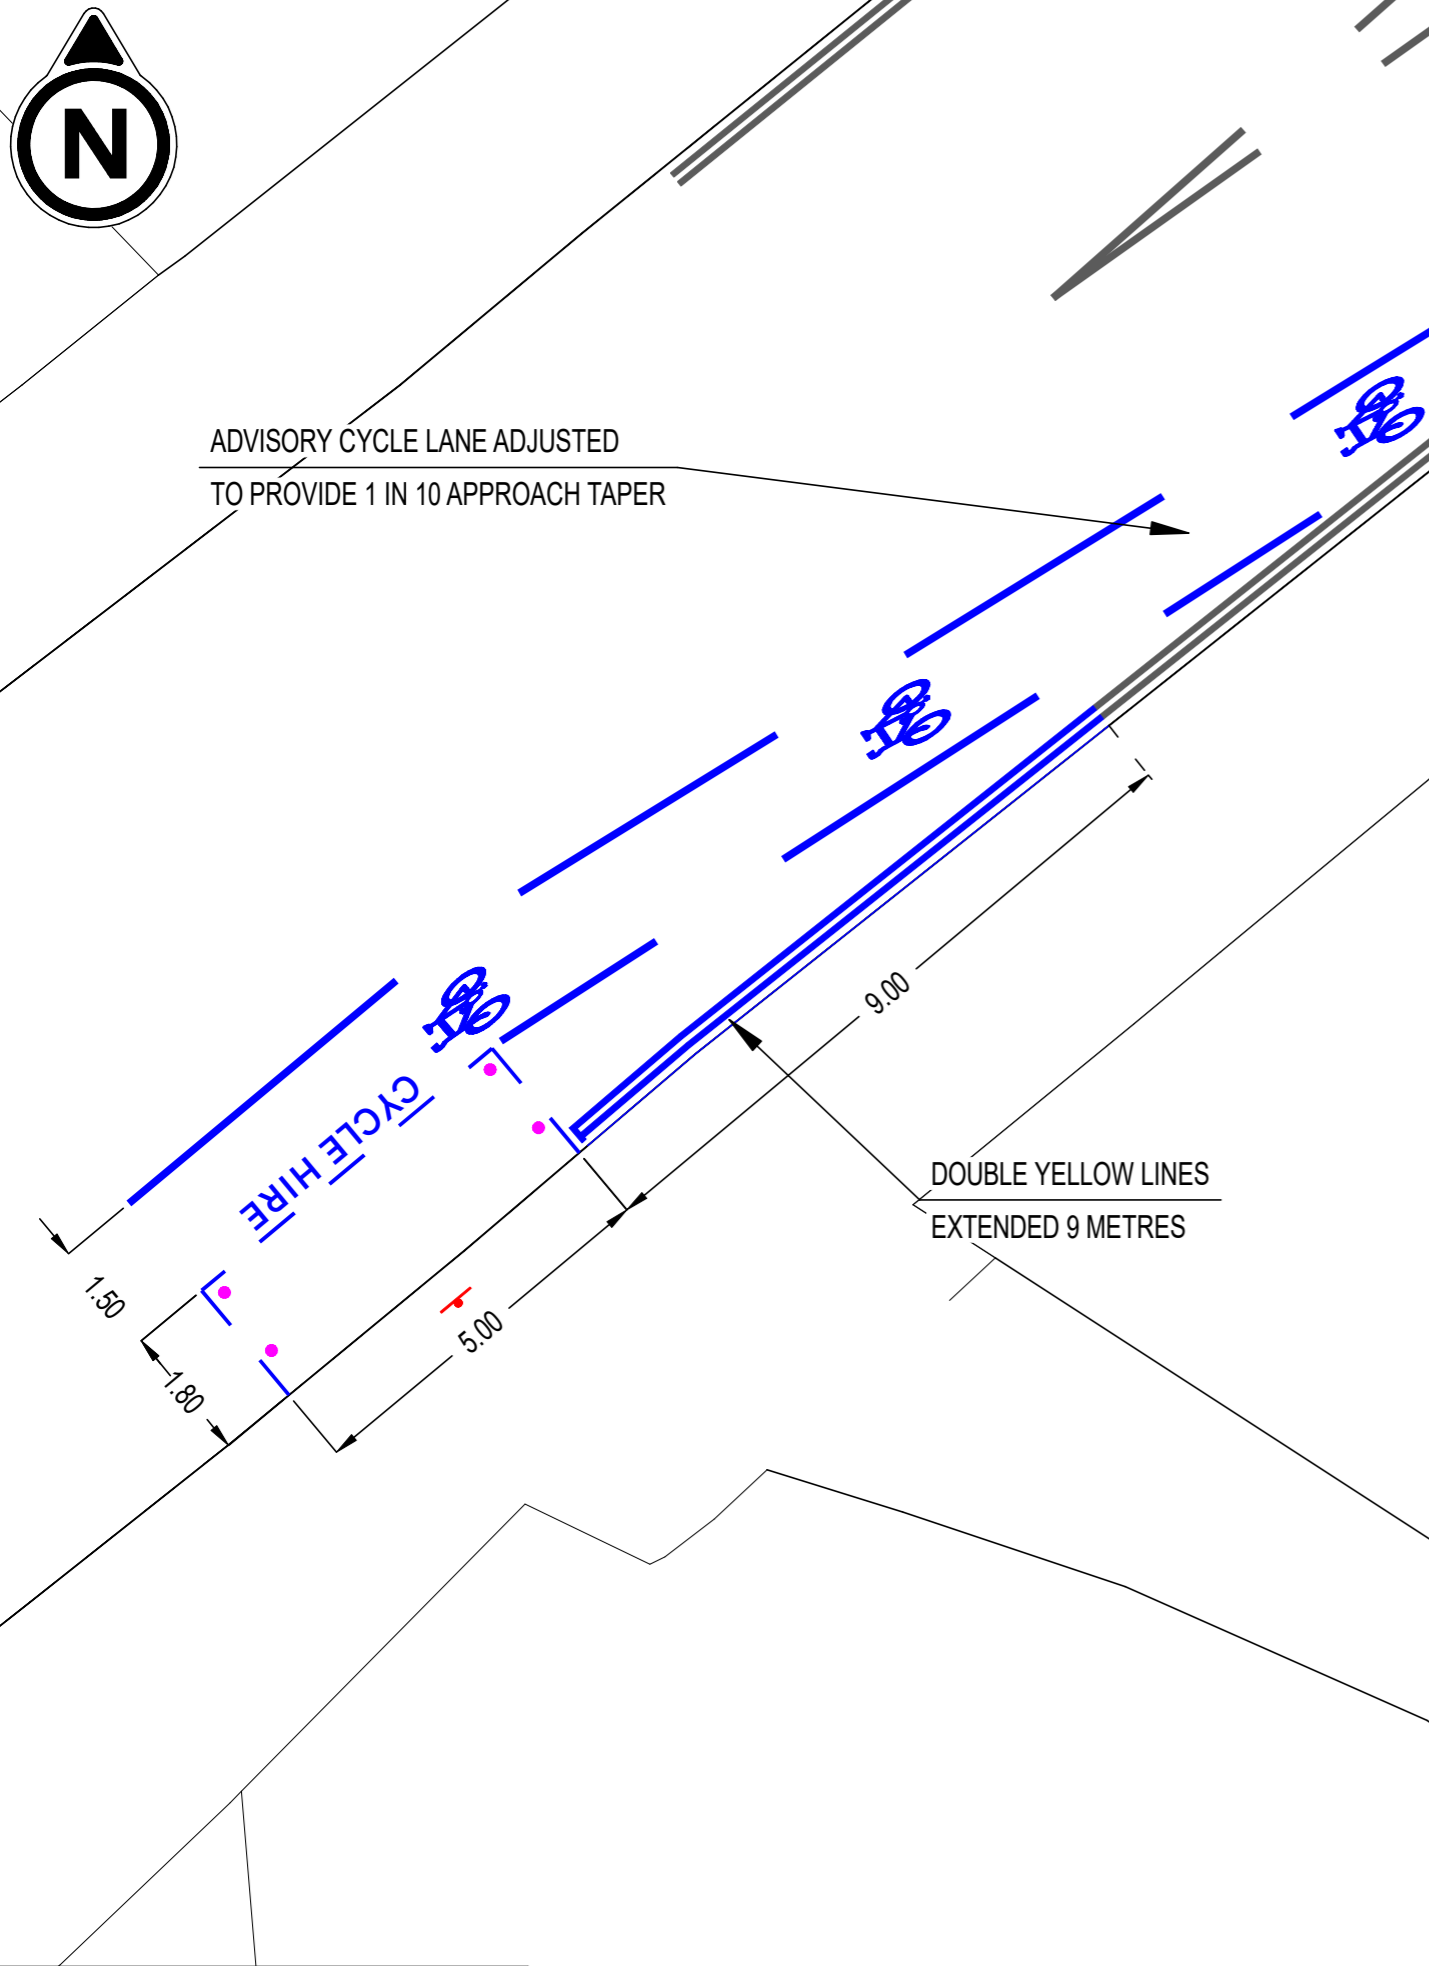 N
ADVISORY CYCLE LANE ADJUSTED
TO PROVIDE 1 IN 10 APPROACH TAPER
9.00
CYCLE HIRE
DOUBLE YELLOW LINES
EXTENDED 9 METRES
1.50
5.00
1.80